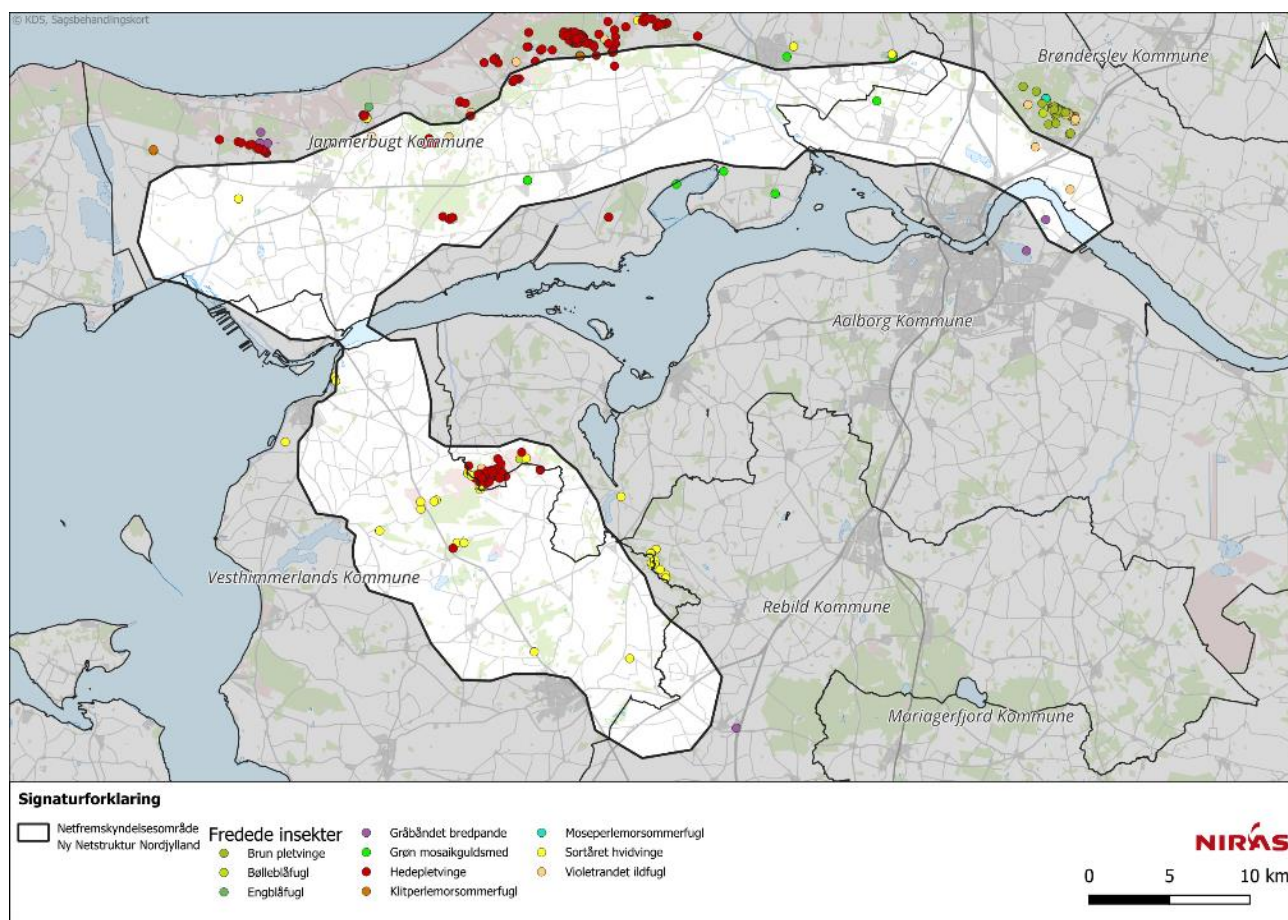 © KDS, Sagsbehandlingskort
N
Brønderslev Kommune
Jammerbugt Kommune
Aalborg Kommune
Vesthimmerlands Kommune
Rebild Kommune
Mariagerfjord Kommune
Signaturforklaring
Netfremskyndelsesområde
Ny Netstruktur Nordjylland
Fredede insekter
Brun pletvinge
Bølleblåfugl
Engblåfugl
Gråbåndet bredpande
Grøn mosaikguldsmed
Hedepletvinge
Klitperlemorsommerfugl
Moseperlemorsommerfugl
Sortåret hvidvinge
Violetrandet ildfugl
NIRAS
0 5 10 km